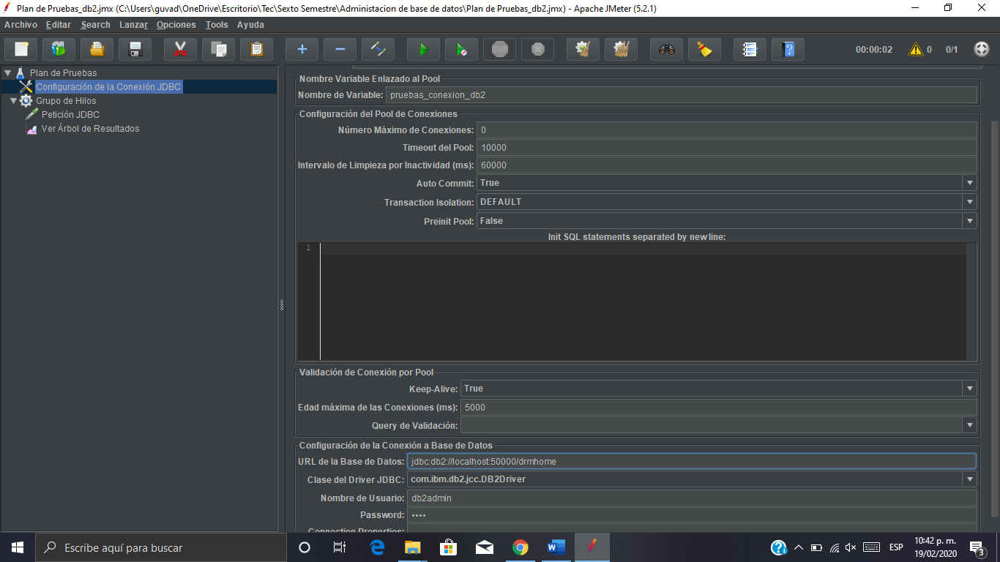 Plan de Pruebas_db2.jmx (C:\Users\guvad\OneDrive\Escritorio\Tec\Sexto Semestre\Administacion de base de datos\Plan de Pruebas_db2.jmx) - Apache JMeter (5.2.1)
Archivo Editar Search Lanzar Opciones Tools Ayuda
STOP 00:00:02 0 0/1
Plan de Pruebas
Configuración de la Conexión JDBC
Grupo de Hilos
Petición JDBC
Ver Árbol de Resultados
Nombre Variable Enlazado al Pool
Nombre de Variable: pruebas_conexion_db2
Configuración del Pool de Conexiones
Número Máximo de Conexiones: 0
Timeout del Pool: 10000
Intervalo de Limpieza por Inactividad (ms): 60000
Auto Commit: True
Transaction Isolation: DEFAULT
Preinit Pool: False
Init SQL statements separated by new line:
1
Validación de Conexión por Pool
Keep-Alive: True
Edad máxima de las Conexiones (ms): 5000
Query de Validación:
Configuración de la Conexión a Base de Datos
URL de la Base de Datos: jdbc:db2://localhost:50000/drmhome
Clase del Driver JDBC: com.ibm.db2.jcc.DB2Driver
Nombre de Usuario: db2admin
Password: ••••
Connection Properties:
Escribe aquí para buscar
ESP
10:42 p. m.
19/02/2020
3